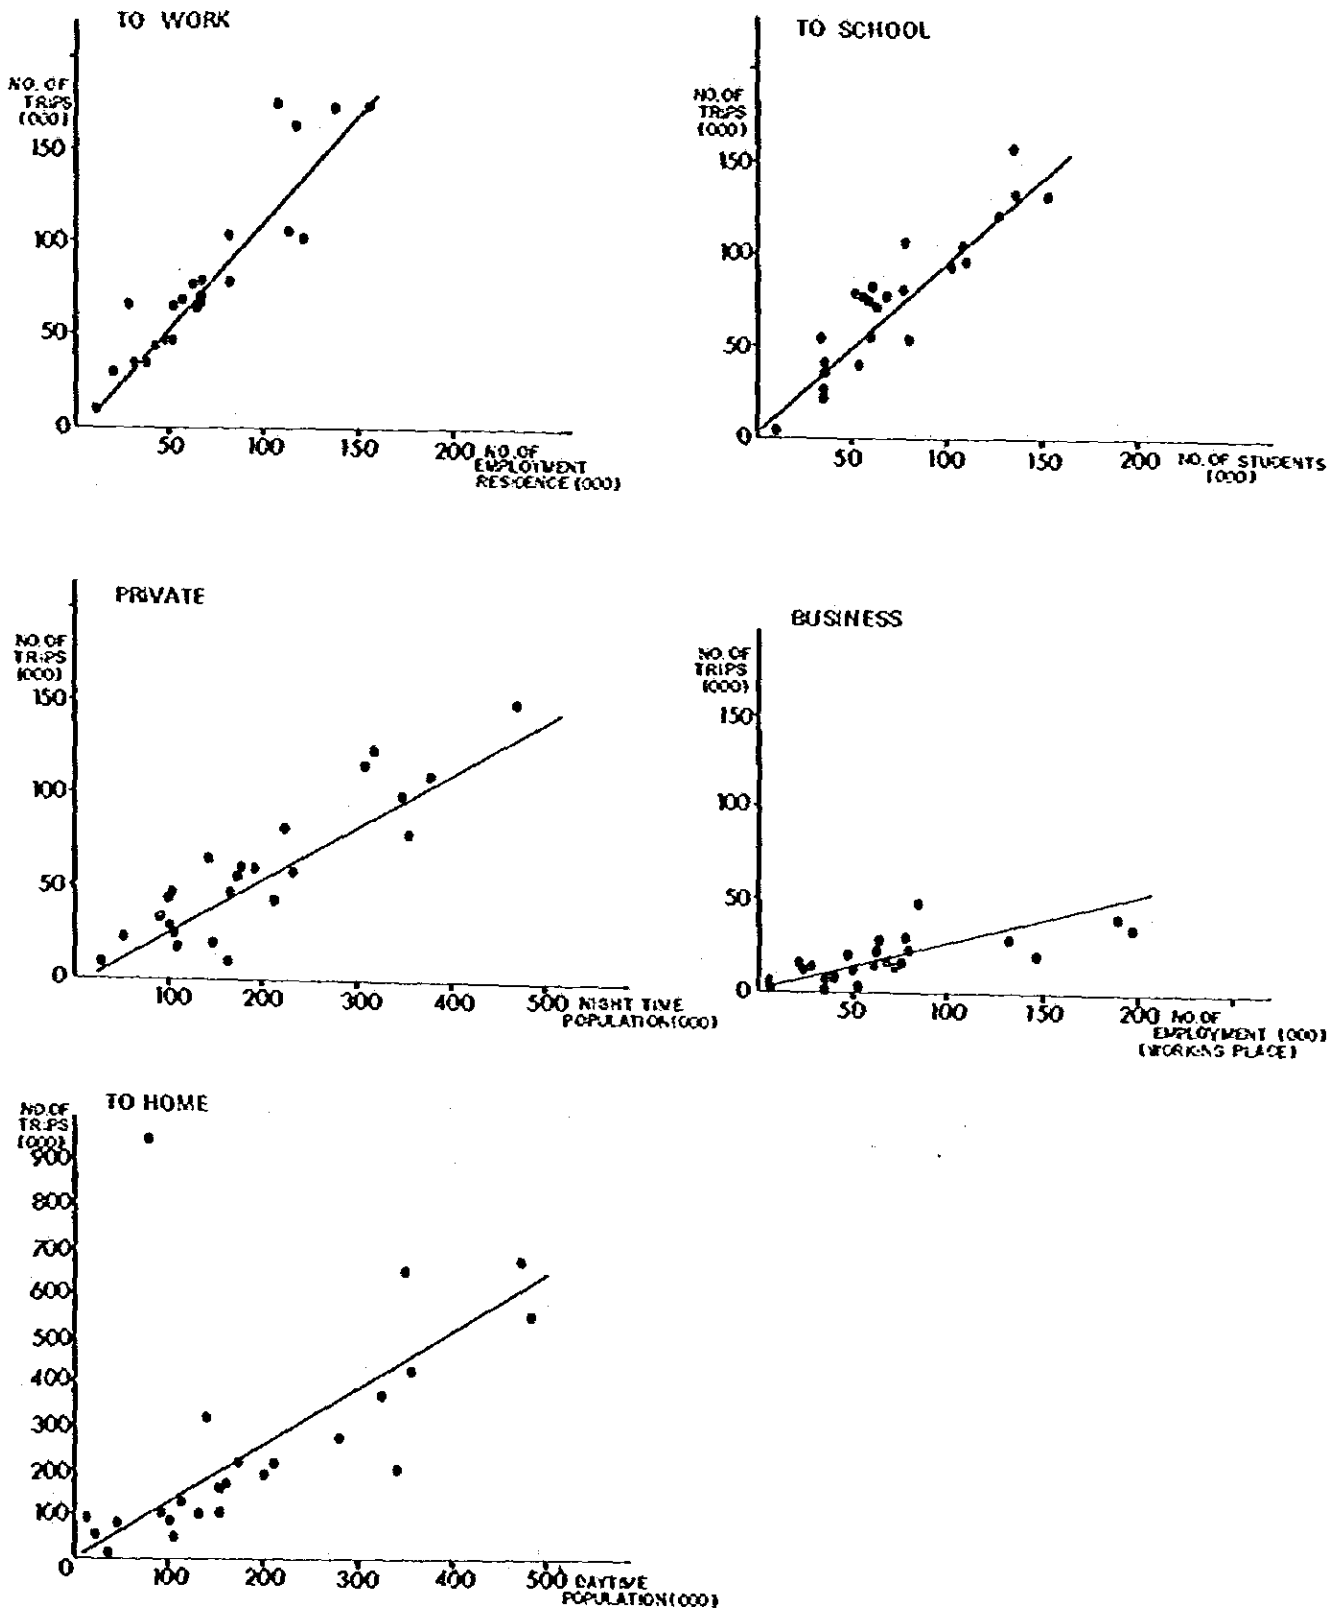 TO WORK
NO. OF
TRIPS
(000)
150
100
50
0
50 100 150 200 NO. OF
EMPLOYMENT
RESIDENCE (000)
TO SCHOOL
NO. OF
TRIPS
(000)
150
100
50
0
50 100 150 200 NO. OF STUDENTS
(000)
PRIVATE
NO. OF
TRIPS
(000)
150
100
50
0
100 200 300 400 500 NIGHT TIME
POPULATION (000)
BUSINESS
NO. OF
TRIPS
(000)
150
100
50
0
50 100 150 200 NO. OF
EMPLOYMENT (000)
(WORKING PLACE)
TO HOME
NO. OF
TRIPS
(000)
900
800
700
600
500
400
300
200
100
0
100 200 300 400 500 DAYTIME
POPULATION (000)